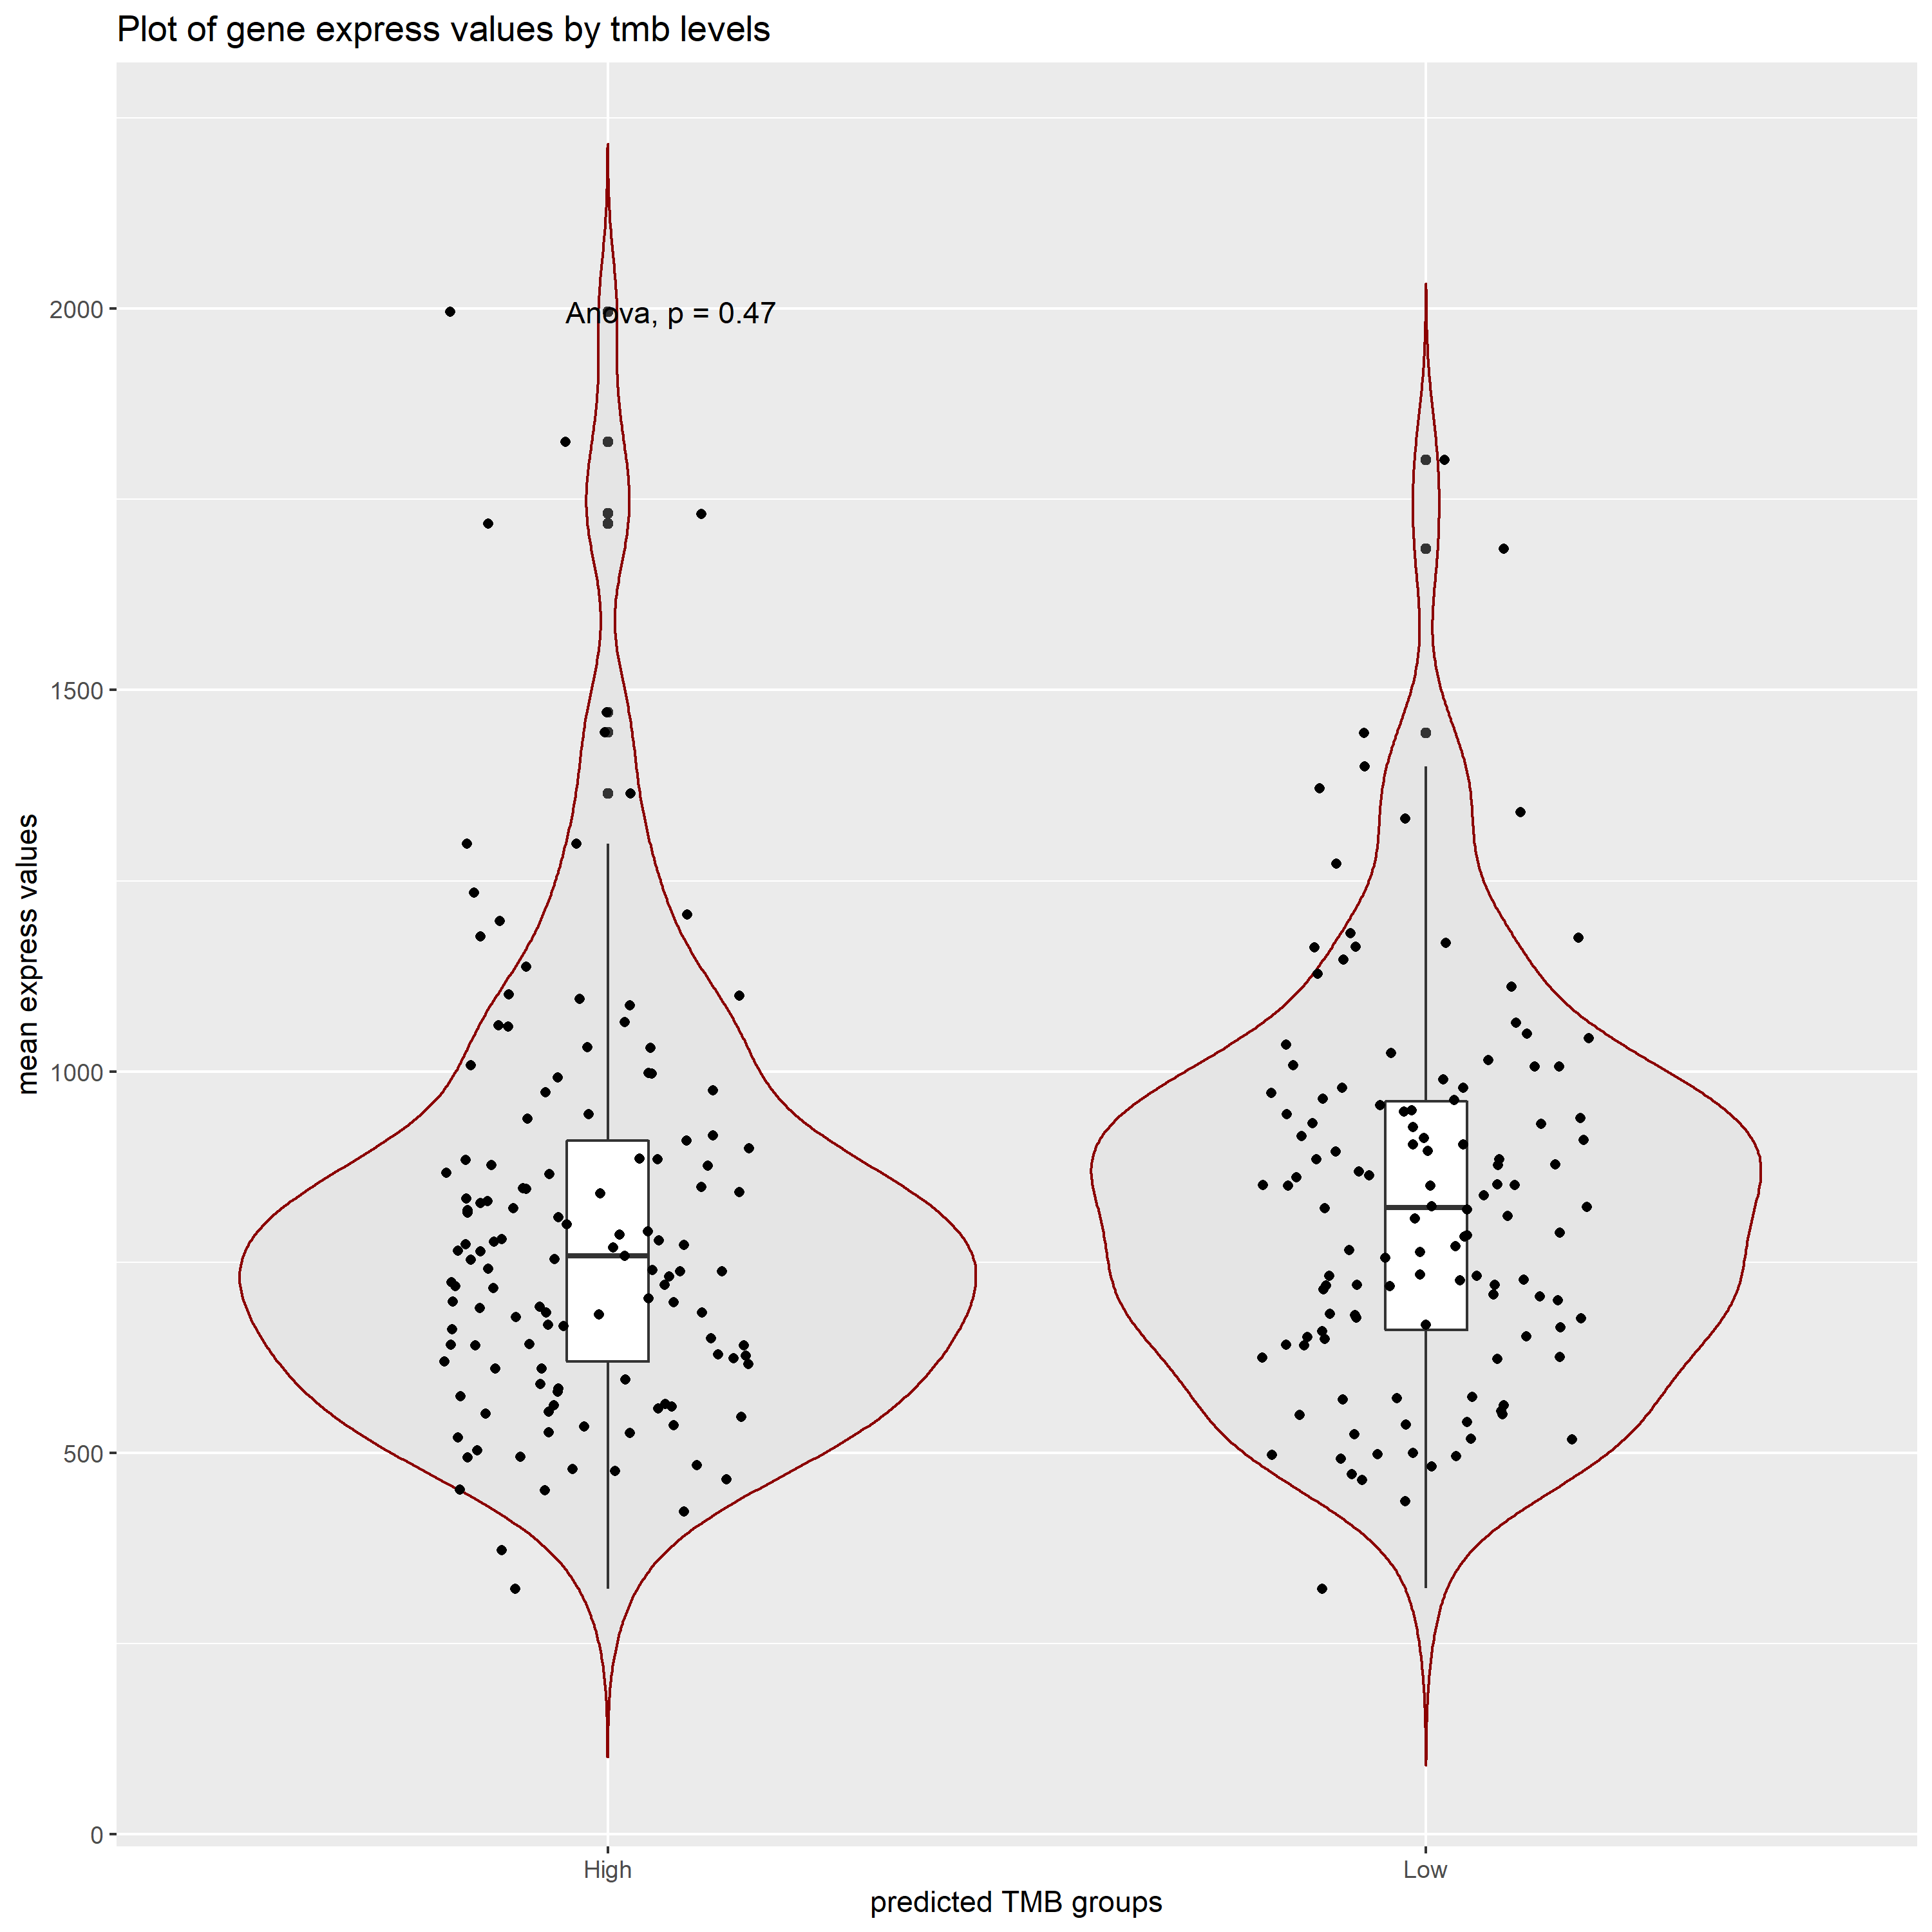 Plot of gene express values by tmb levels
Anova, p = 0.47
2000
1500
1000
500
0
mean express values
High
Low
predicted TMB groups